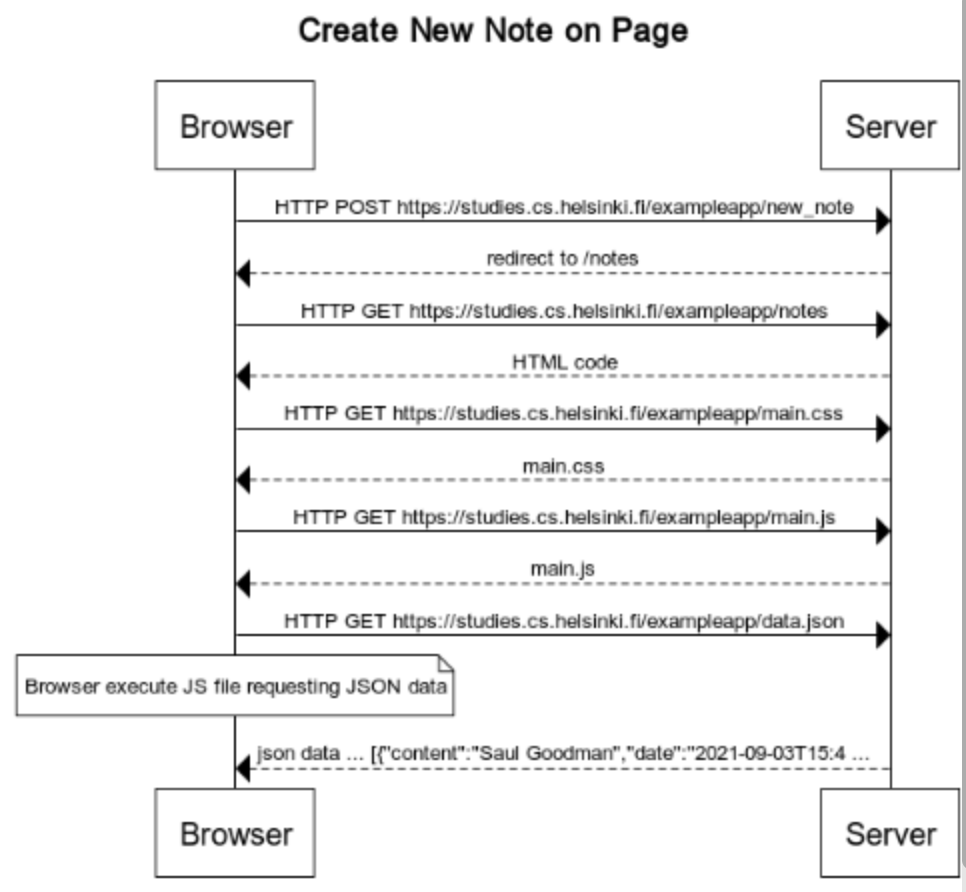 Create New Note on Page
Browser
Server
HTTP POST https://studies.cs.helsinki.fi/exampleapp/new_note
redirect to /notes
HTTP GET https://studies.cs.helsinki.fi/exampleapp/notes
HTML code
HTTP GET https://studies.cs.helsinki.fi/exampleapp/main.css
main.css
HTTP GET https://studies.cs.helsinki.fi/exampleapp/main.js
main.js
HTTP GET https://studies.cs.helsinki.fi/exampleapp/data.json
Browser execute JS file requesting JSON data
json data ... [{"content":"Saul Goodman","date":"2021-09-03T15:4 ...
Browser
Server